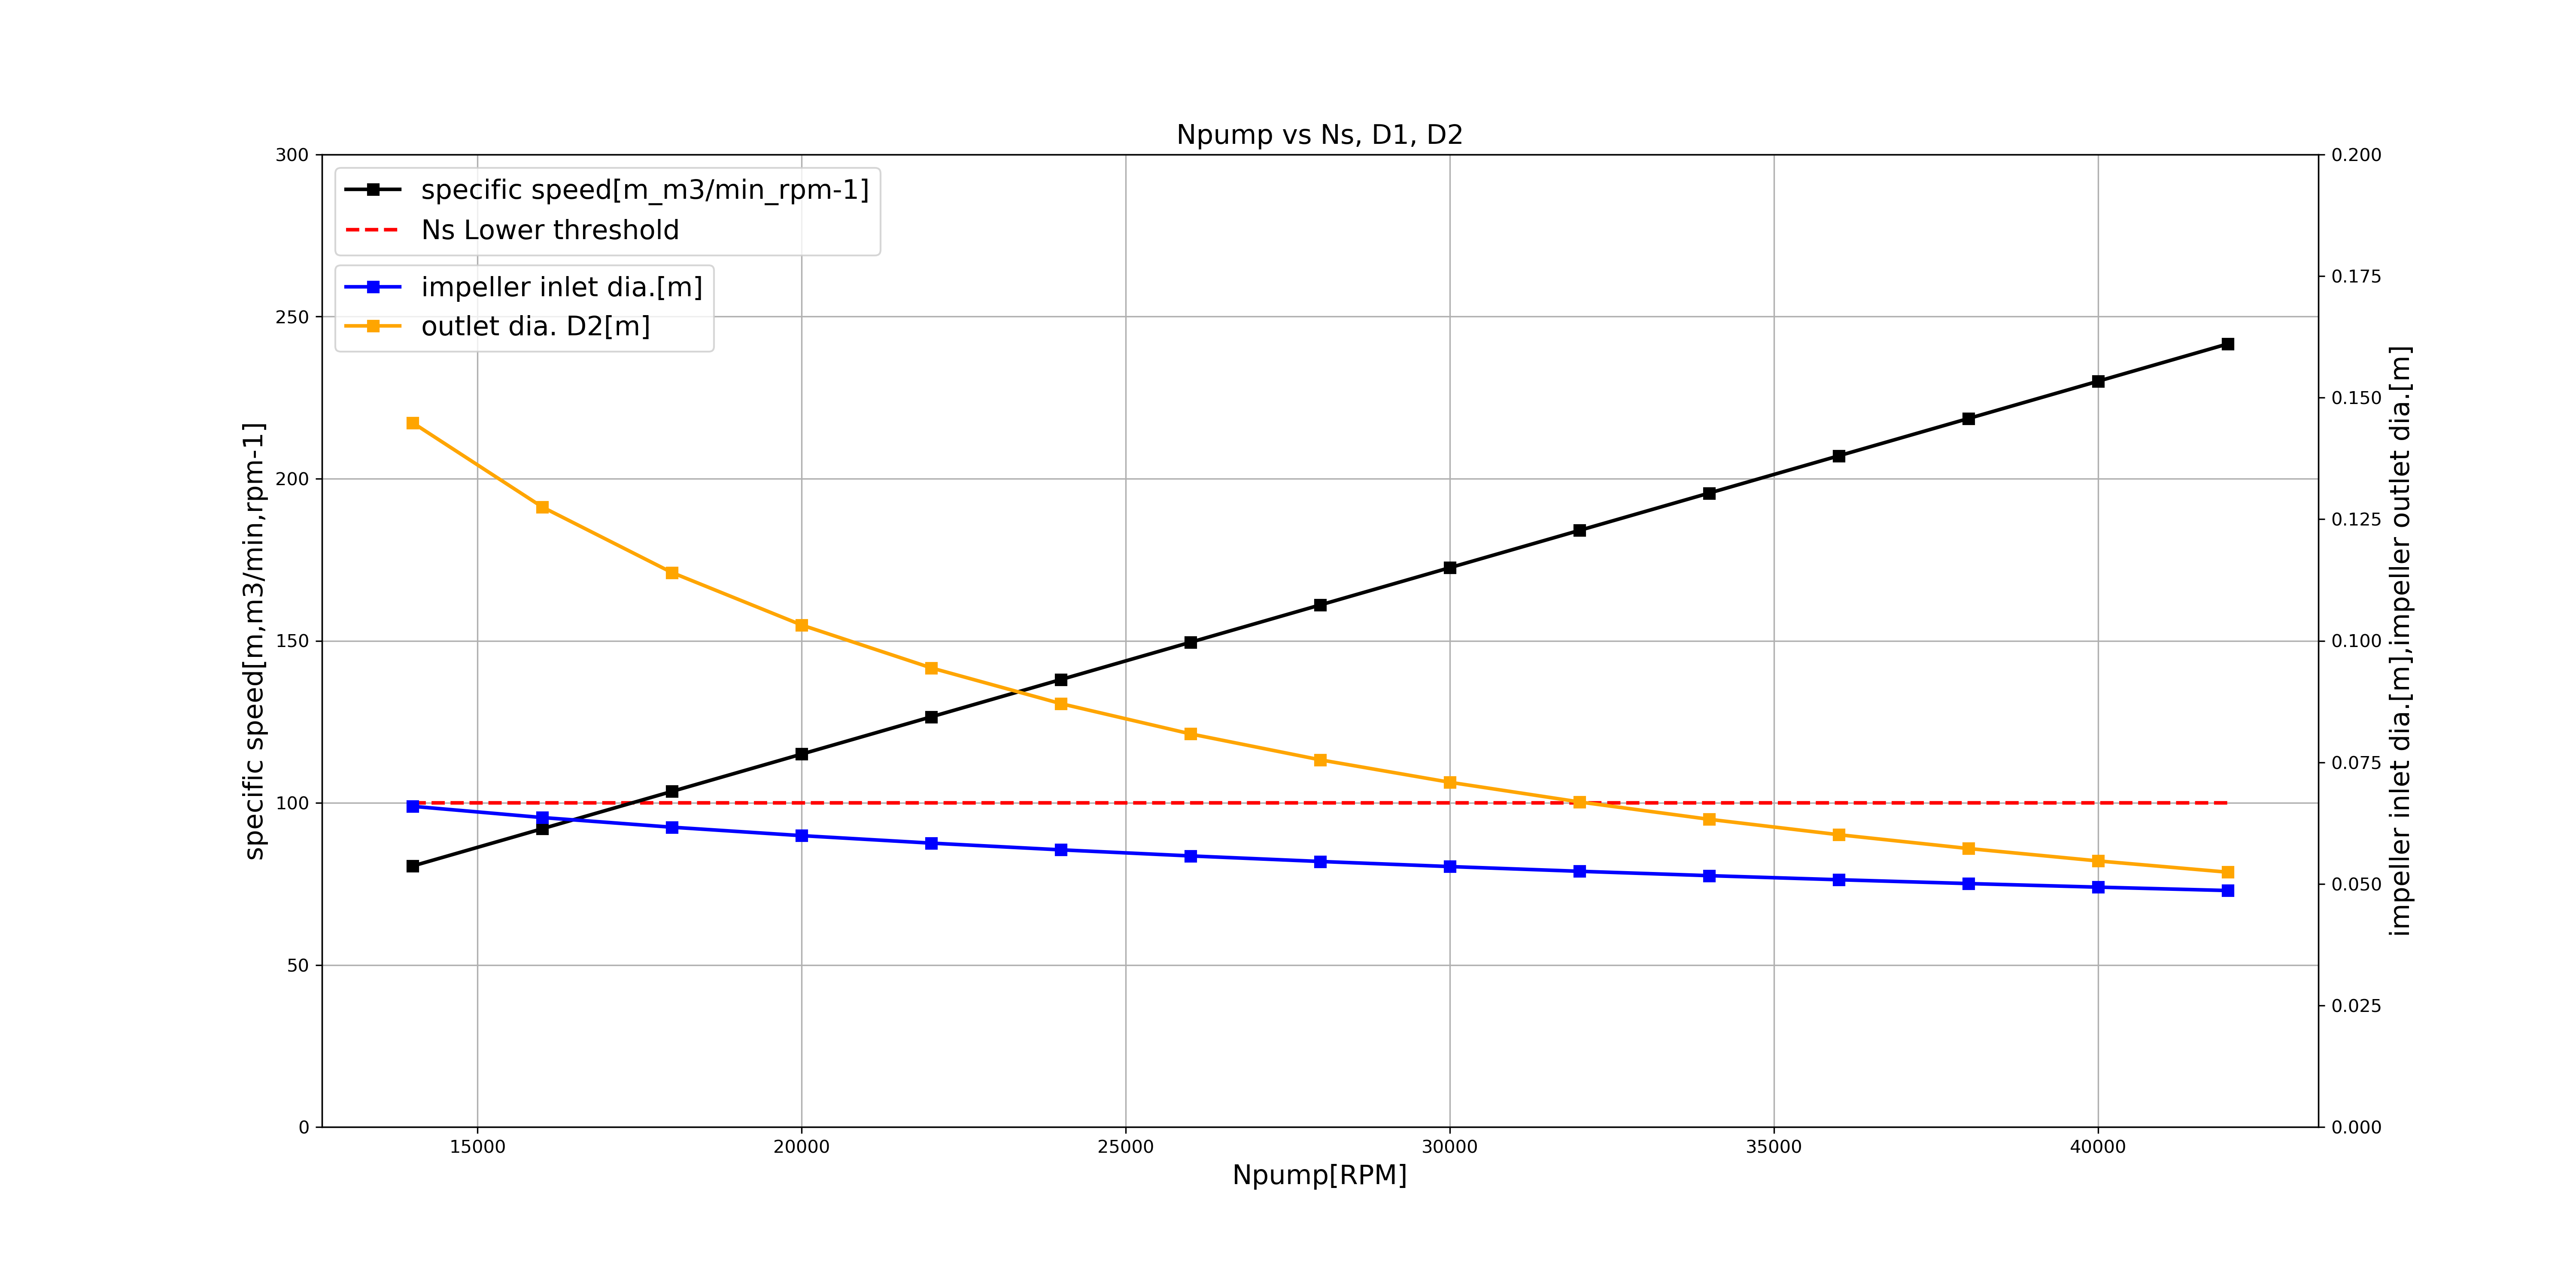 Npump vs Ns, D1, D2
specific speed[m_m3/min_rpm-1]
Ns Lower threshold
impeller inlet dia.[m]
outlet dia. D2[m]
specific speed[m,m3/min,rpm-1]
300
250
200
150
100
50
0
0.200
0.175
0.150
0.125
0.100
0.075
0.050
0.025
0.000
impeller inlet dia.[m],impeller outlet dia.[m]
15000 20000 25000 30000 35000 40000
Npump[RPM]